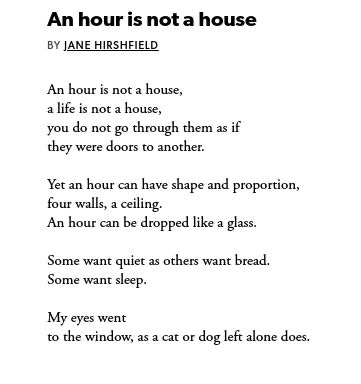 An hour is not a house
BY JANE HIRSHFIELD
An hour is not a house,
a life is not a house,
you do not go through them as if
they were doors to another.
Yet an hour can have shape and proportion,
four walls, a ceiling.
An hour can be dropped like a glass.
Some want quiet as others want bread.
Some want sleep.
My eyes went
to the window, as a cat or dog left alone does.